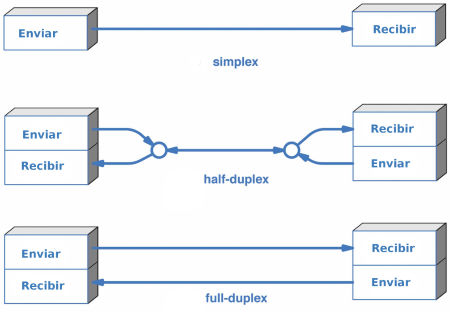 Enviar
Recibir
simplex
Enviar
Recibir
Recibir
Enviar
half-duplex
Enviar
Recibir
Recibir
Enviar
full-duplex